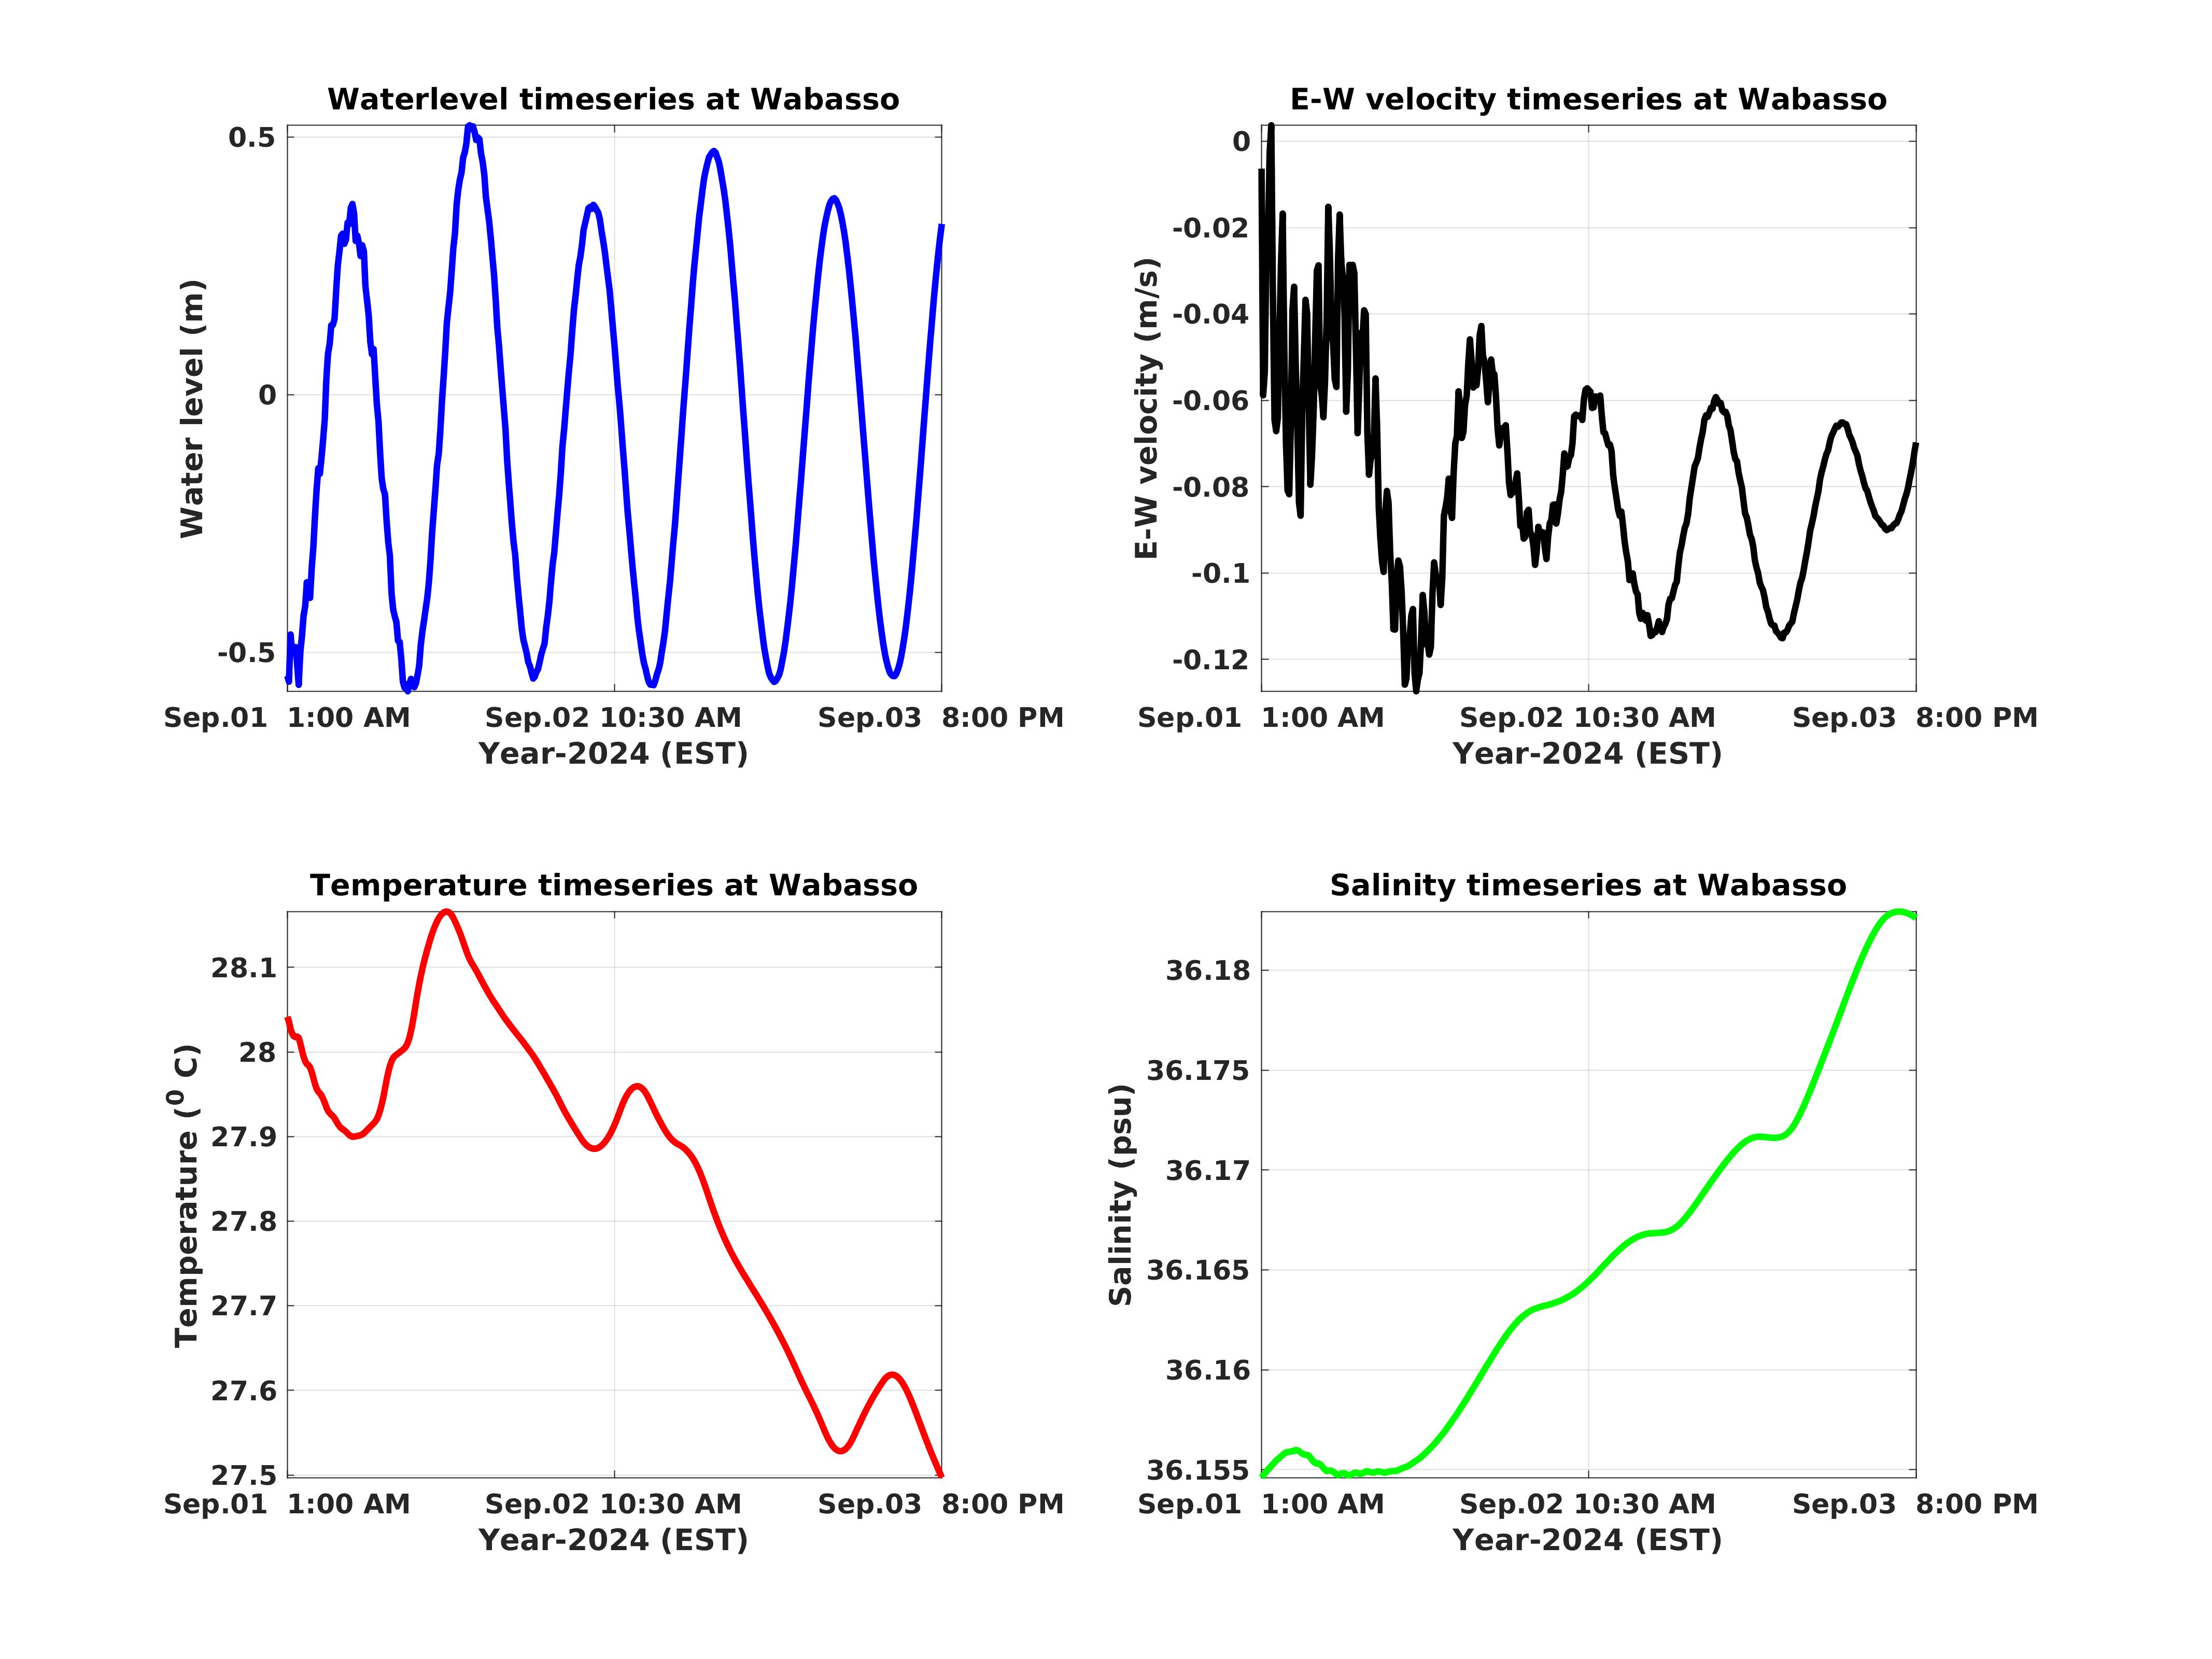 Waterlevel timeseries at Wabasso
0.5
0
-0.5
Water level (m)
Sep.01 1:00 AM Sep.02 10:30 AM Sep.03 8:00 PM
Year-2024 (EST)
E-W velocity timeseries at Wabasso
0
-0.02
-0.04
-0.06
-0.08
-0.1
-0.12
E-W velocity (m/s)
Sep.01 1:00 AM Sep.02 10:30 AM Sep.03 8:00 PM
Year-2024 (EST)
Temperature timeseries at Wabasso
28.1
28
27.9
27.8
27.7
27.6
27.5
Temperature (⁰ C)
Sep.01 1:00 AM Sep.02 10:30 AM Sep.03 8:00 PM
Year-2024 (EST)
Salinity timeseries at Wabasso
36.18
36.175
36.17
36.165
36.16
36.155
Salinity (psu)
Sep.01 1:00 AM Sep.02 10:30 AM Sep.03 8:00 PM
Year-2024 (EST)